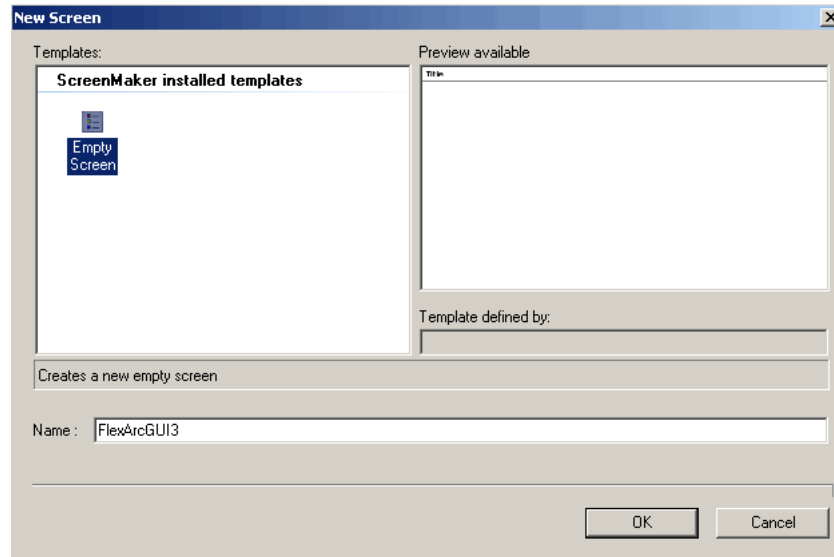 New Screen
Templates:
ScreenMaker installed templates
Empty
Screen
Preview available
Title
Template defined by:
Creates a new empty screen
Name :
FlexArcGUI3
OK
Cancel